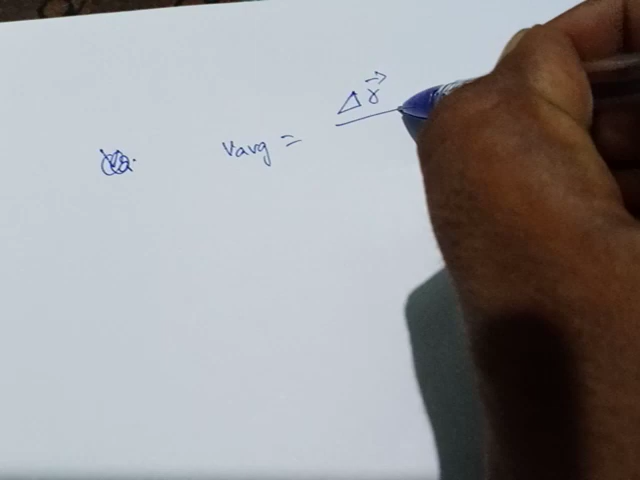 Vavg = Δr⃗